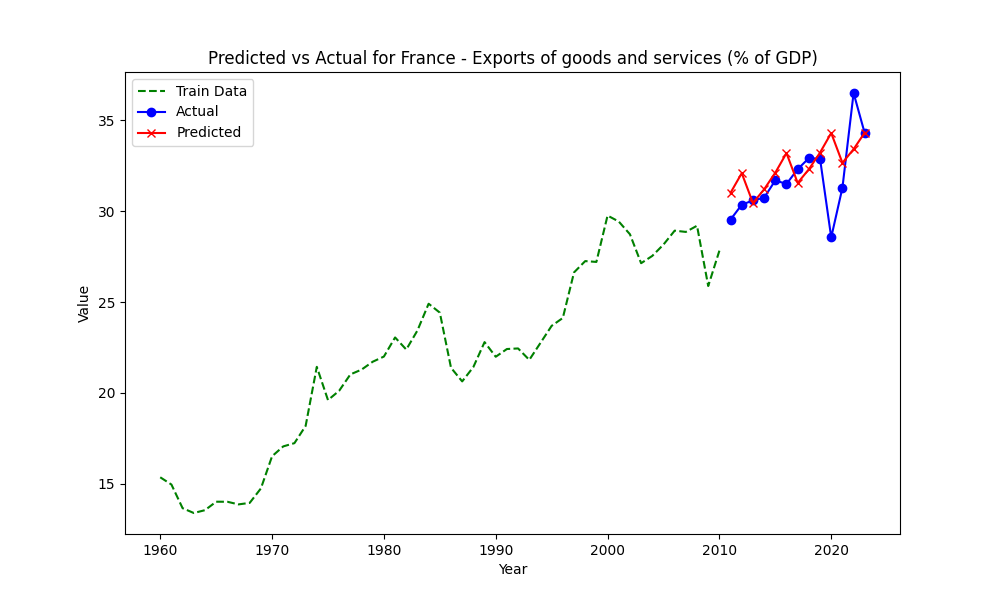 Predicted vs Actual for France - Exports of goods and services (% of GDP)
Train Data
Actual
Predicted
35
30
25
20
15
Value
1960 1970 1980 1990 2000 2010 2020
Year